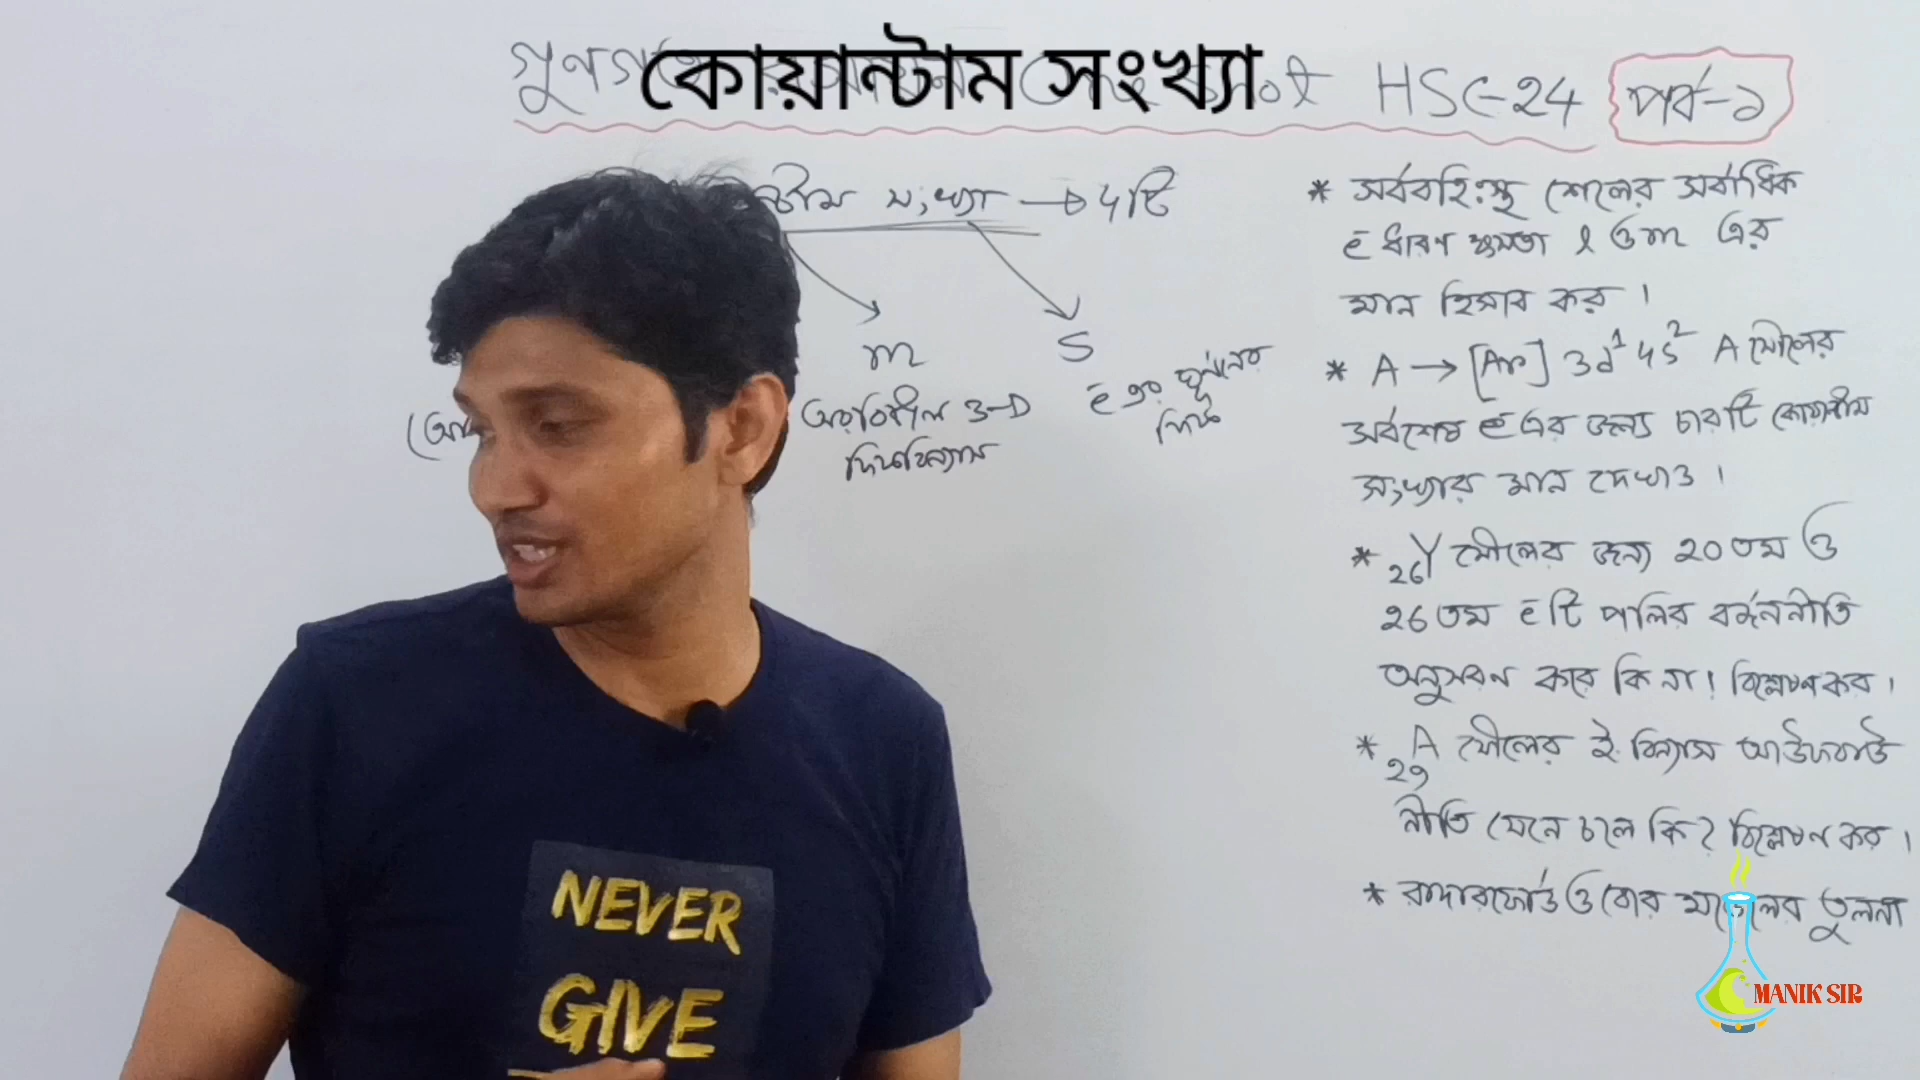 কোয়ান্টাম সংখ্যা
HSC-24 পর্ব-১
সংখ্যা → ৪টি
m
S
অরবিটাল 3-D
দিকবিন্যাস
e⁻ এর ঘূর্ণনের
দিক
* সর্ববহিঃস্থ শেলের সর্বাধিক
e⁻ ধারণ ক্ষমতা l ও m এর
মান হিসাব কর।
* A → [Ar] 3d¹ 4s² A মৌলের
সর্বশেষ e⁻ এর জন্য চারটি কোয়ান্টাম
সংখ্যার মান দেখাও।
* ₂₆Y মৌলের জন্য ২০তম ও
২৬তম e⁻ টি পলির বর্জননীতি
অনুসরণ করে কি না! বিশ্লেষণ কর।
* ₂₉A মৌলের ই. বিন্যাস আউফবাউ
নীতি মেনে চলে কি? বিশ্লেষণ কর।
* রাদারফোর্ড ও বোর মডেলের তুলনা
NEVER
GIVE
MANIK SIR